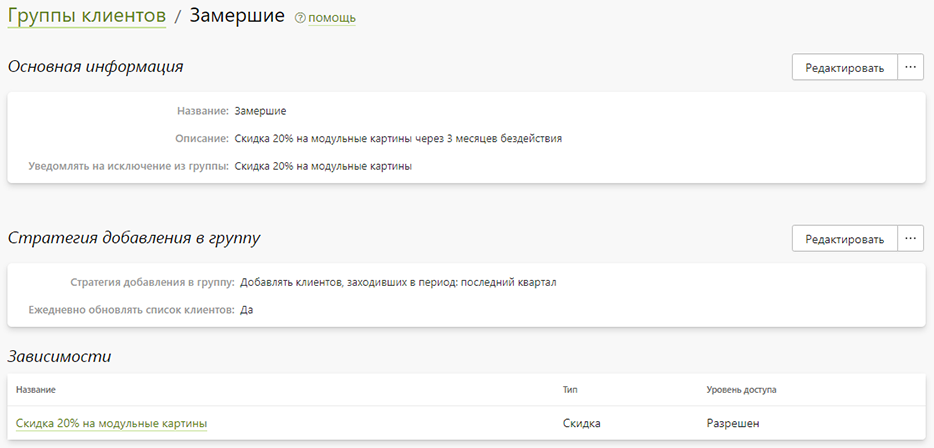 Группы клиентов / Замершие ? помощь
Основная информация
Редактировать ...
Название: Замершие
Описание: Скидка 20% на модульные картины через 3 месяцев бездействия
Уведомлять на исключение из группы: Скидка 20% на модульные картины
Стратегия добавления в группу
Редактировать ...
Стратегия добавления в группу: Добавлять клиентов, заходивших в период: последний квартал
Ежедневно обновлять список клиентов: Да
Зависимости
Название Тип Уровень доступа
Скидка 20% на модульные картины Скидка Разрешен